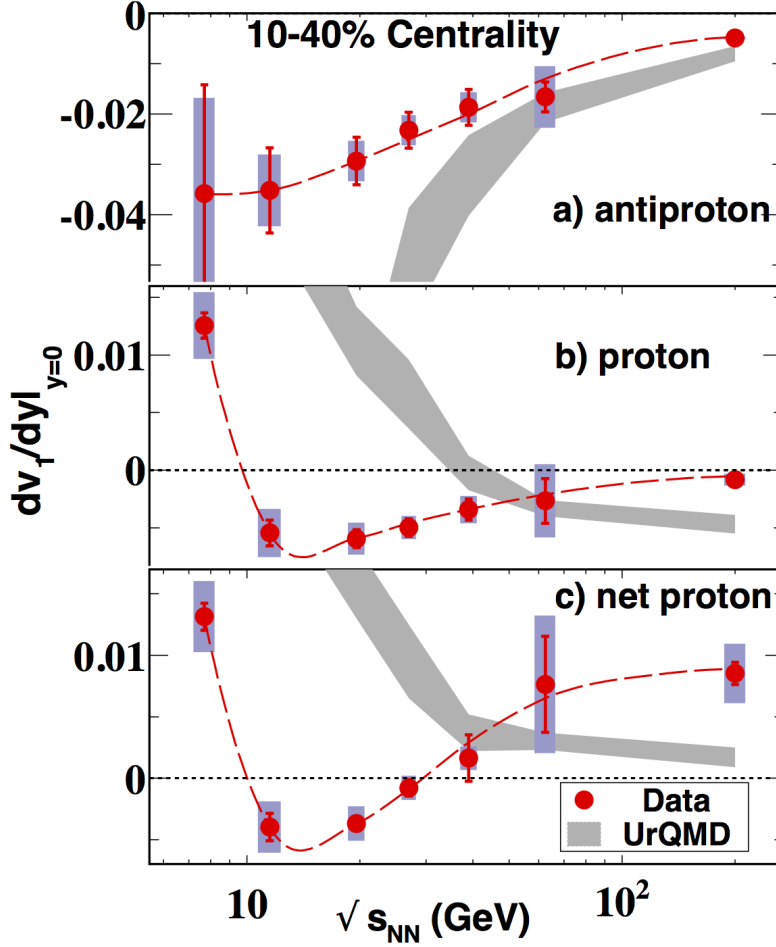 10-40% Centrality
0
-0.02
-0.04
a) antiproton
0.01
0
b) proton
dv₁/dy|y=0
c) net proton
0.01
0
Data
UrQMD
10
10²
√ sNN (GeV)